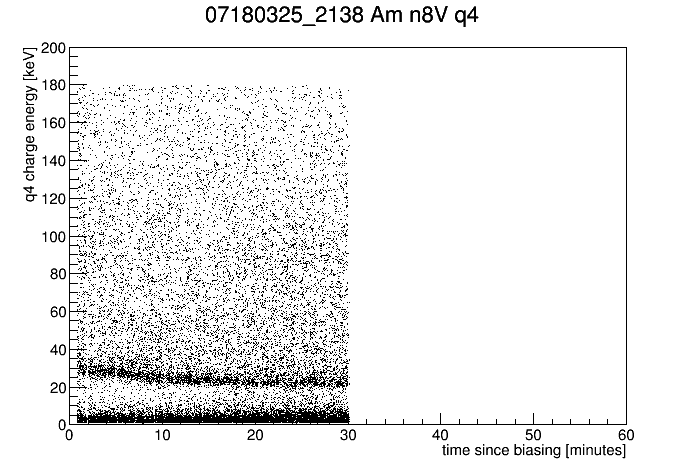 07180325_2138 Am n8V q4
q4 charge energy [keV]
200
180
160
140
120
100
80
60
40
20
0
0 10 20 30 40 50 60
time since biasing [minutes]